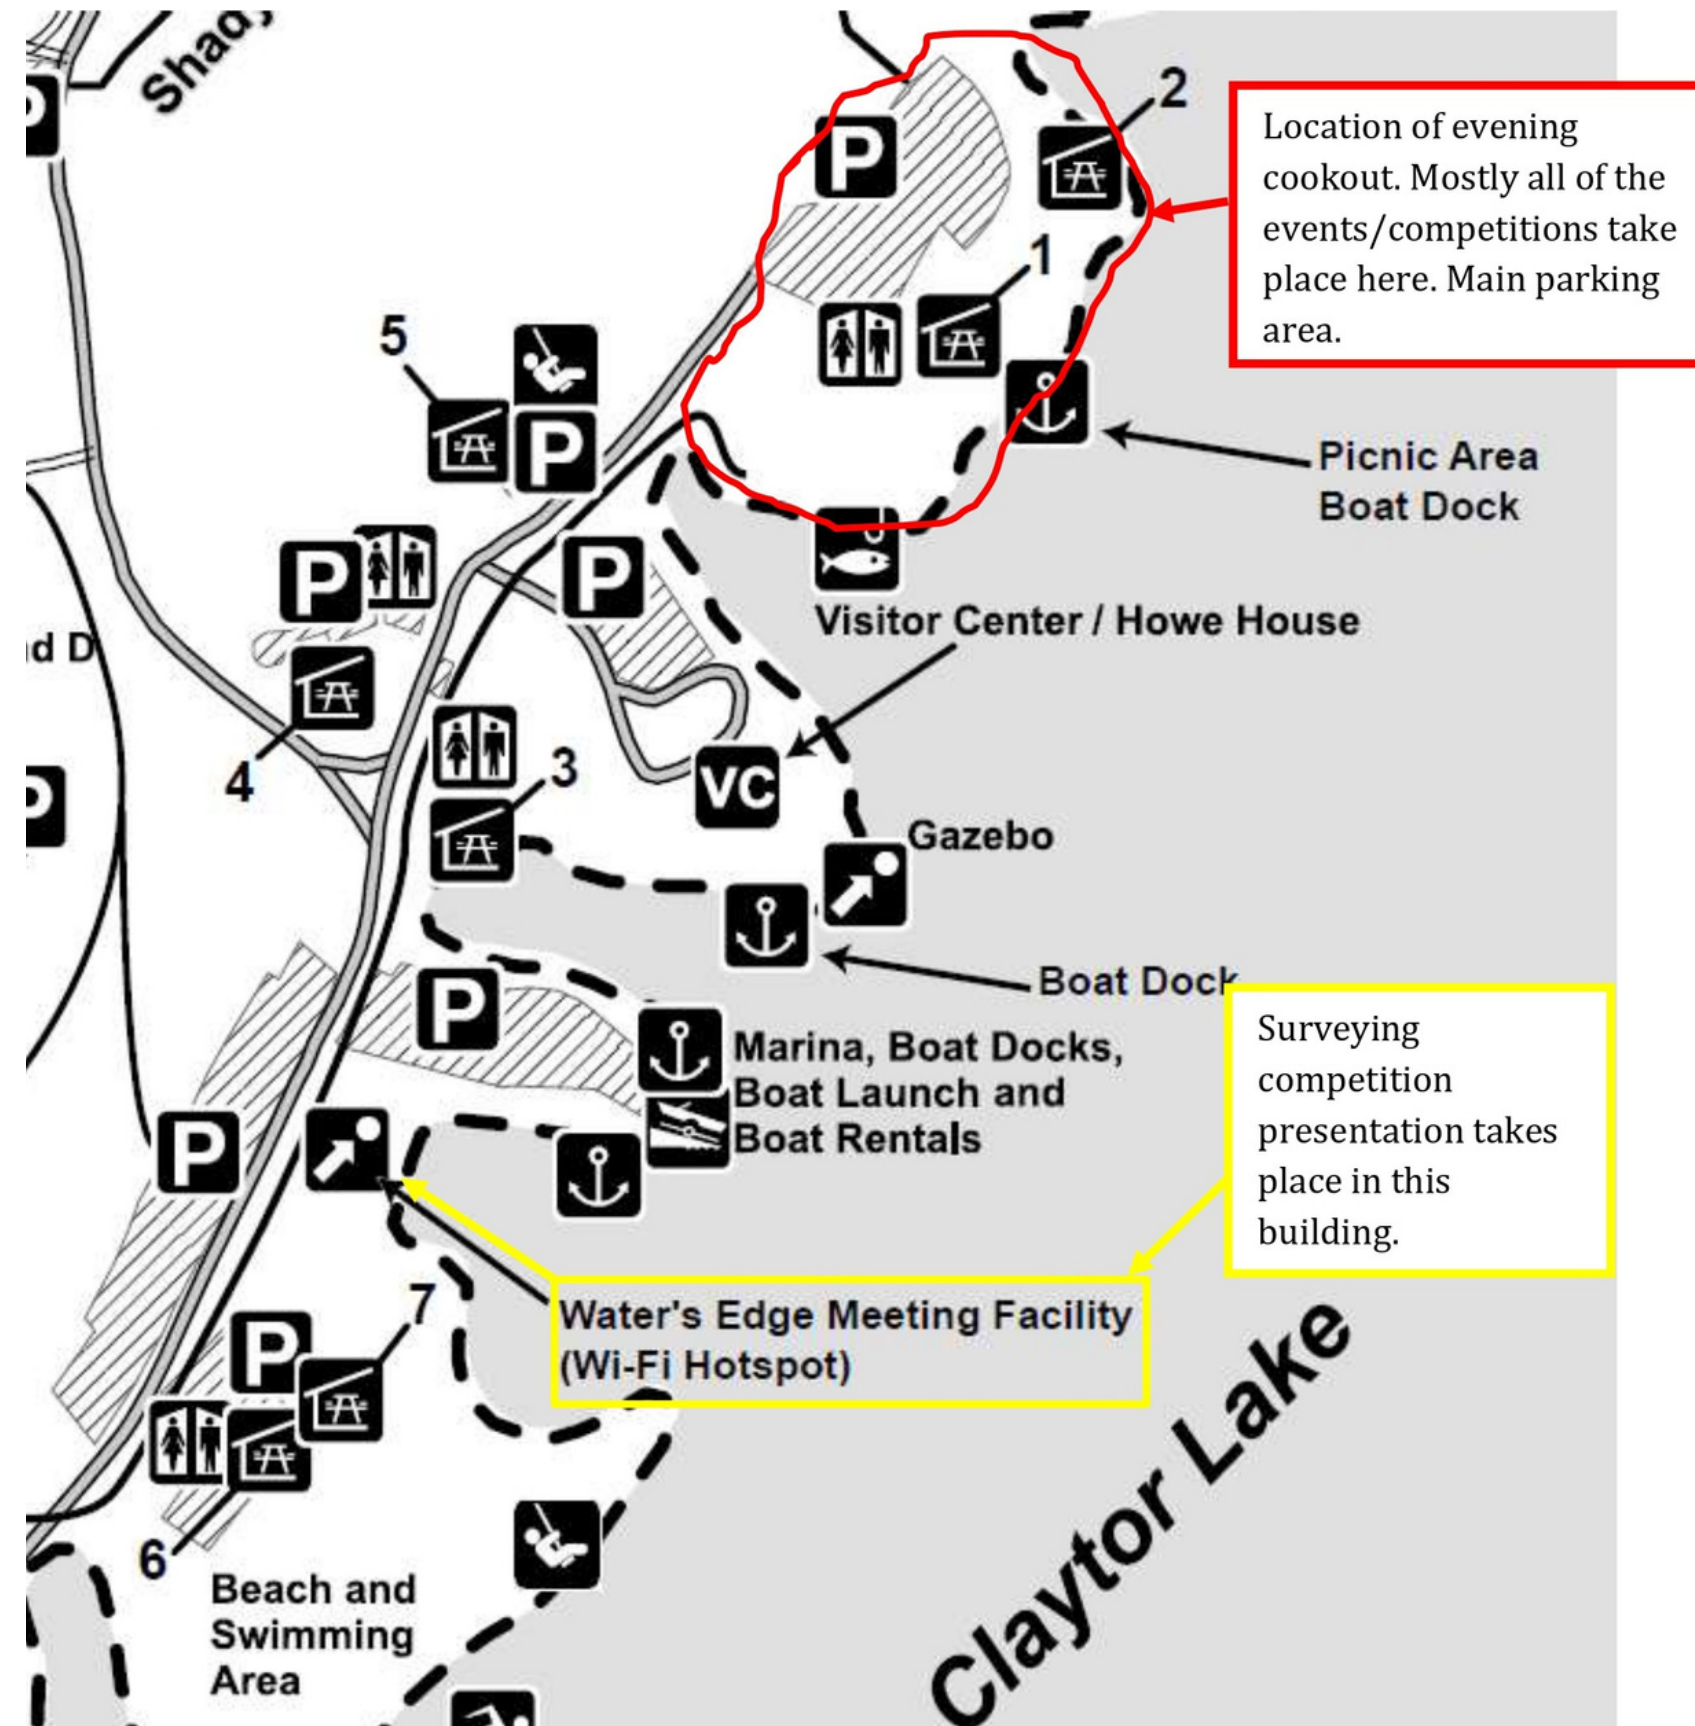 Shady
2
Location of evening
cookout. Mostly all of the
events/competitions take
place here. Main parking
area.
P
P
1
5
P
Picnic Area
Boat Dock
P
P
Visitor Center / Howe House
d D
4
3
VC
P
Gazebo
Boat Dock
P
Surveying
competition
presentation takes
place in this
building.
Marina, Boat Docks,
Boat Launch and
Boat Rentals
P
7
Water's Edge Meeting Facility
(Wi-Fi Hotspot)
P
6
Beach and
Swimming
Area
Claytor Lake